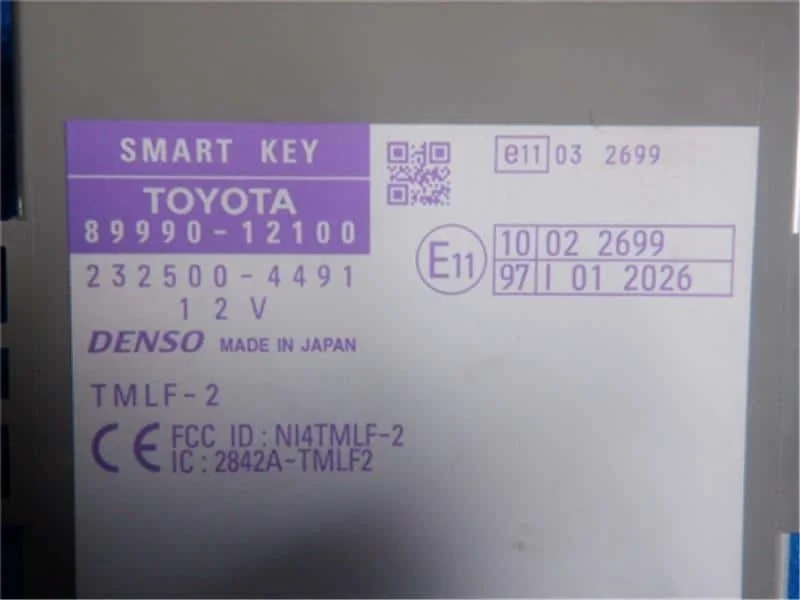 SMART KEY
TOYOTA
89990-12100
232500-4491
12V
DENSO MADE IN JAPAN
TMLF-2
CE FCC ID : NI4TMLF-2
IC : 2842A-TMLF2
e11 03 2699
E11
10 02 2699
97 I 01 2026